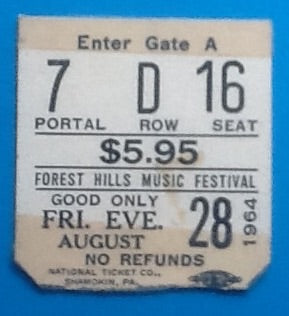 Enter Gate A
7 D 16
PORTAL ROW SEAT
$5.95
FOREST HILLS MUSIC FESTIVAL
GOOD ONLY
FRI. EVE. 28 1964
AUGUST
NO REFUNDS
NATIONAL TICKET CO.,
SHAMOKIN, PA.